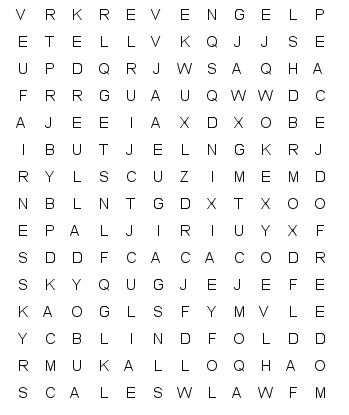 V R K R E V E N G E L P
E T E L L V K Q J J S E
U P D Q R J W S A Q H A
F R R G U A U Q W W D C
A J E E I A X D X O B E
I B U T J E L N G K R J
R Y L S C U Z I M E M D
N B L N T G D X T X O O
E P A L J I R I U Y X F
S D D F C A C A C O D R
S K Y Q U G J E J E F E
K A O G L S F Y M V L E
Y C B L I N D F O L D D
R M U K A L L O Q H A O
S C A L E S W L A W F M